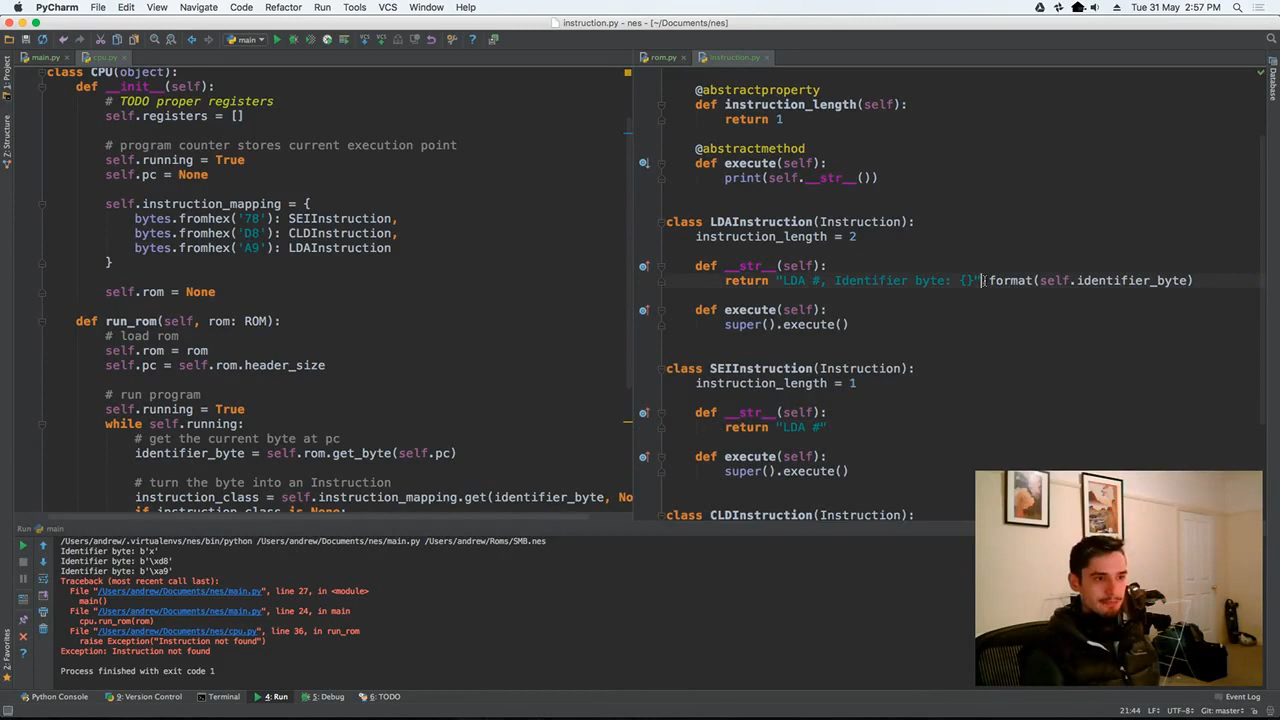 PyCharm File Edit View Navigate Code Refactor Run Tools VCS Window Help Tue 31 May 2:57 PM
instruction.py - nes - [~/Documents/nes]
main
main.py cpu.py rom.py instruction.py
1: Project
7: Structure
2: Favorites
Database
class CPU(object):
def __init__(self):
# TODO proper registers
self.registers = []
# program counter stores current execution point
self.running = True
self.pc = None
self.instruction_mapping = {
bytes.fromhex('78'): SEIInstruction,
bytes.fromhex('D8'): CLDInstruction,
bytes.fromhex('A9'): LDAInstruction
}
self.rom = None
def run_rom(self, rom: ROM):
# load rom
self.rom = rom
self.pc = self.rom.header_size
# run program
self.running = True
while self.running:
# get the current byte at pc
identifier_byte = self.rom.get_byte(self.pc)
# turn the byte into an Instruction
instruction_class = self.instruction_mapping.get(identifier_byte, No
if instruction_class is None:
@abstractproperty
def instruction_length(self):
return 1
@abstractmethod
def execute(self):
print(self.__str__())
class LDAInstruction(Instruction):
instruction_length = 2
def __str__(self):
return "LDA #, Identifier byte: {}".format(self.identifier_byte)
def execute(self):
super().execute()
class SEIInstruction(Instruction):
instruction_length = 1
def __str__(self):
return "LDA #"
def execute(self):
super().execute()
class CLDInstruction(Instruction):
Run main
/Users/andrew/.virtualenvs/nes/bin/python /Users/andrew/Documents/nes/main.py /Users/andrew/Roms/SMB.nes
Identifier byte: b'x'
Identifier byte: b'\xd8'
Identifier byte: b'\xa9'
Traceback (most recent call last):
File "/Users/andrew/Documents/nes/main.py", line 27, in <module>
main()
File "/Users/andrew/Documents/nes/main.py", line 24, in main
cpu.run_rom(rom)
File "/Users/andrew/Documents/nes/cpu.py", line 36, in run_rom
raise Exception("Instruction not found")
Exception: Instruction not found
Process finished with exit code 1
Python Console 9: Version Control Terminal 4: Run 5: Debug 6: TODO Event Log
21:44 LF UTF-8 Git: master